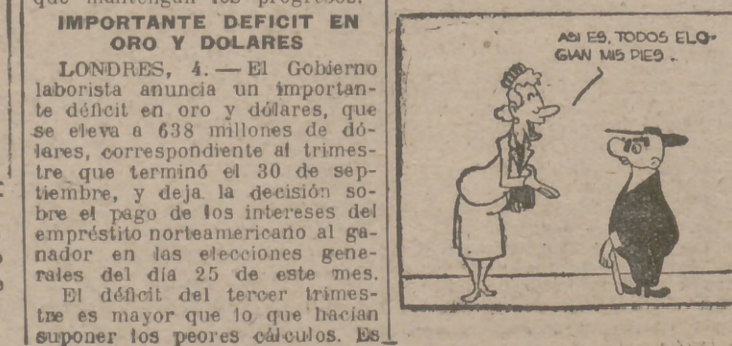 que mantengan los progresos.
IMPORTANTE DEFICIT EN
ORO Y DOLARES
LONDRES, 4. — El Gobierno
laborista anuncia un importan-
te déficit en oro y dólares, que
se eleva a 638 millones de dó-
lares, correspondiente al trimes-
tre que terminó el 30 de sep-
tiembre, y deja la decisión so-
bre el pago de los intereses del
empréstito norteamericano al ga-
nador en las elecciones gene-
rales del día 25 de este mes.
El déficit del tercer trimes-
tre es mayor que lo que hacían
suponer los peores cálculos. Es
ASI ES, TODOS ELO-
GIAN MIS PIES..